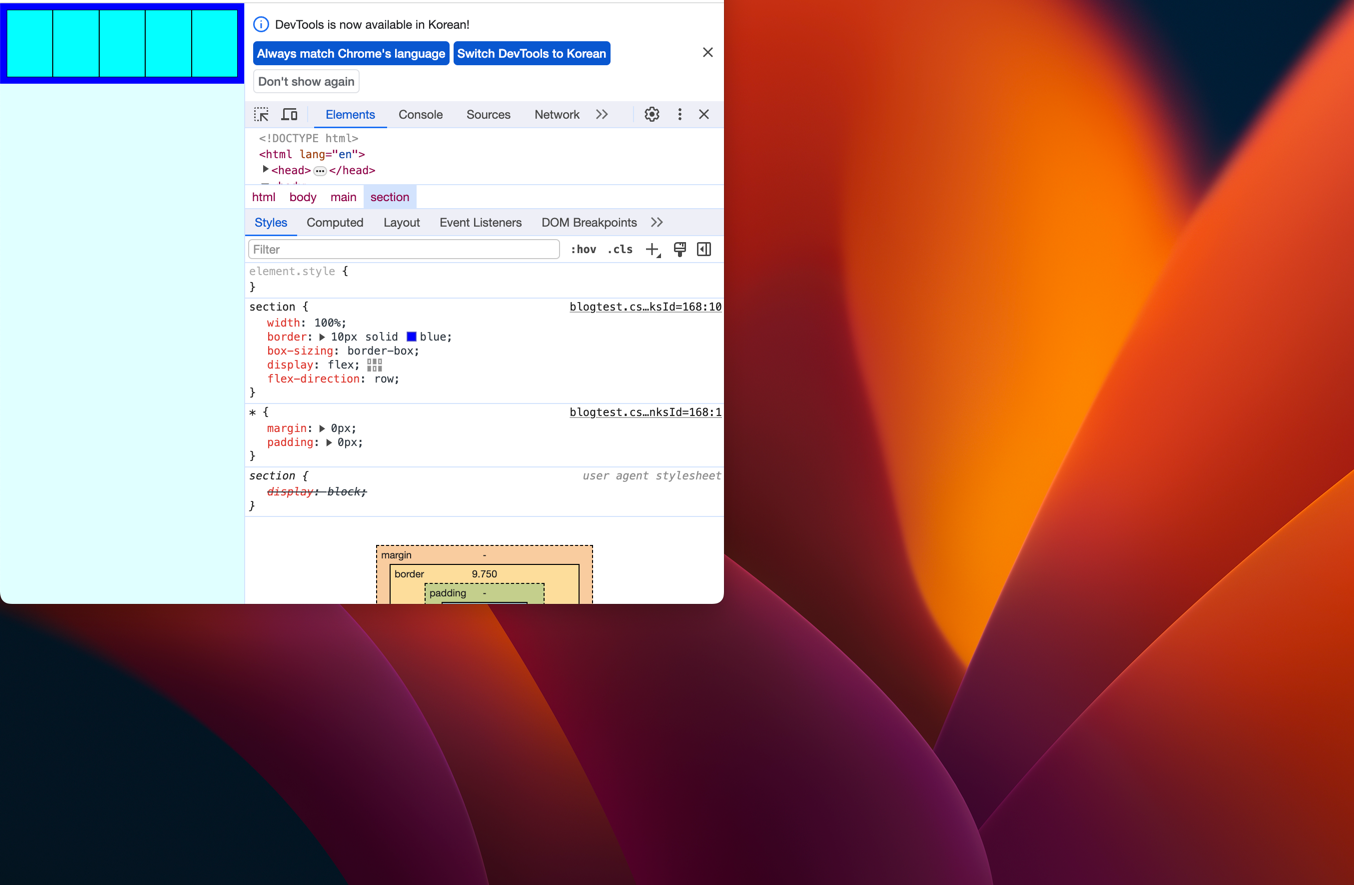 DevTools is now available in Korean!
Always match Chrome's language Switch DevTools to Korean
Don't show again
Elements Console Sources Network
<!DOCTYPE html>
<html lang="en">
<head> … </head>
html body main section
Styles Computed Layout Event Listeners DOM Breakpoints
Filter :hov .cls
element.style {
}
section { blogtest.cs…ksId=168:10
width: 100%;
border: 10px solid blue;
box-sizing: border-box;
display: flex;
flex-direction: row;
}
* { blogtest.cs…nksId=168:1
margin: 0px;
padding: 0px;
}
section { user agent stylesheet
display: block;
}
margin -
border 9.750
padding -